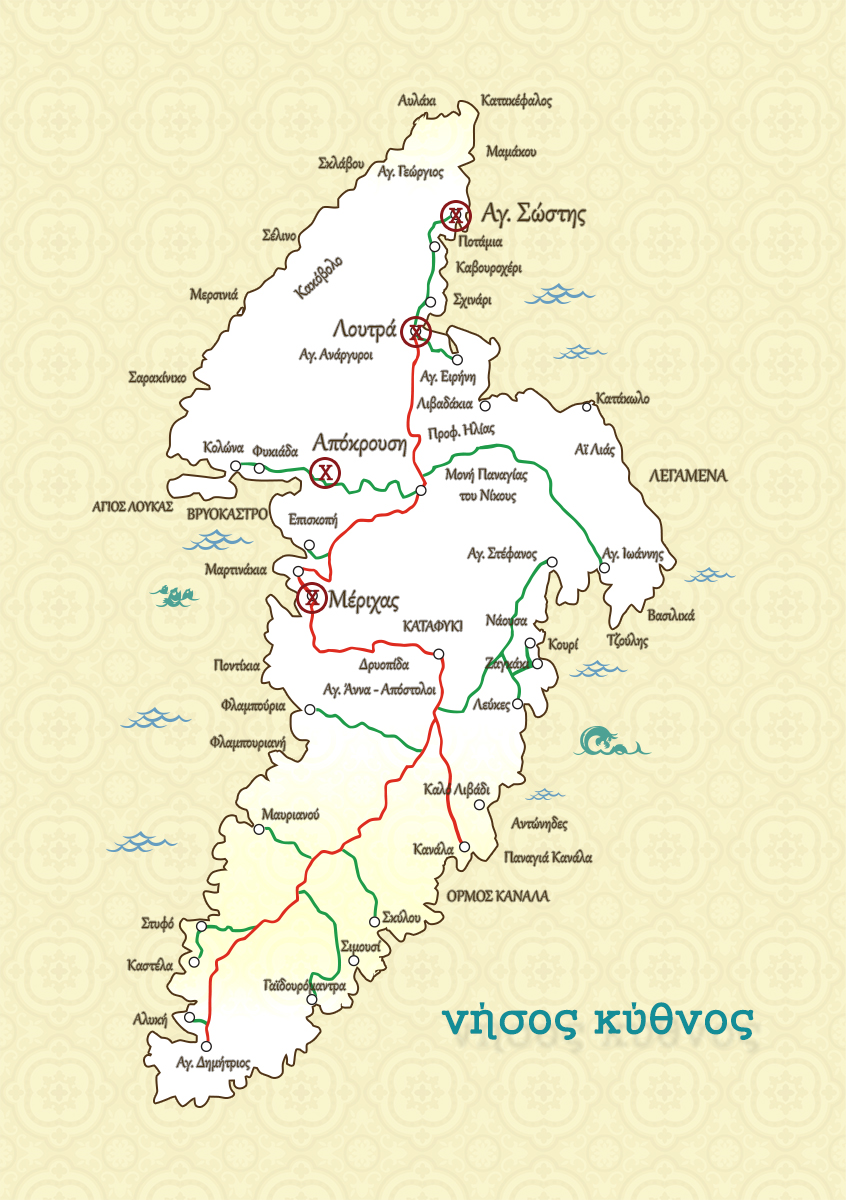 Αυλάκι
Κατακέφαλος
Μαμάκου
Σκλάβου
Αγ. Γεώργιος
Αγ. Σώστης
X
Σέλινο
Ποτάμια
Καβουροχέρι
Κακόβολο
Μερσινιά
Σχινάρι
Λουτρά
X
Αγ. Ανάργυροι
Σαρακίνικο
Αγ. Ειρήνη
Λιβαδάκια
Κατάκωλο
Προφ. Ηλίας
Απόκρουση
Κολώνα
Φυκιάδα
Αϊ Λιάς
X
Μονή Παναγίας
του Νίκους
ΛΕΓΑΜΕΝΑ
ΑΓΙΟΣ ΛΟΥΚΑΣ
ΒΡΥΟΚΑΣΤΡΟ
Επισκοπή
Αγ. Στέφανος
Αγ. Ιωάννης
Μαρτινάκια
X
Μέριχας
Βασιλικά
ΚΑΤΑΦΥΚΙ
Νάουσα
Τζούλης
Κουρί
Ποντίκια
Δρυοπίδα
Ζαγκάκι
Αγ. Άννα - Απόστολοι
Φλαμπούρια
Λεύκες
Φλαμπουριανή
Καλό Λιβάδι
Μαυριανού
Αντώνηδες
Κανάλα
Παναγιά Κανάλα
ΟΡΜΟΣ ΚΑΝΑΛΑ
Στυφό
Σκύλου
Σιμουσί
Καστέλα
Γαϊδουρόμαντρα
Αλυκή
νήσος κύθνος
Αγ. Δημήτριος